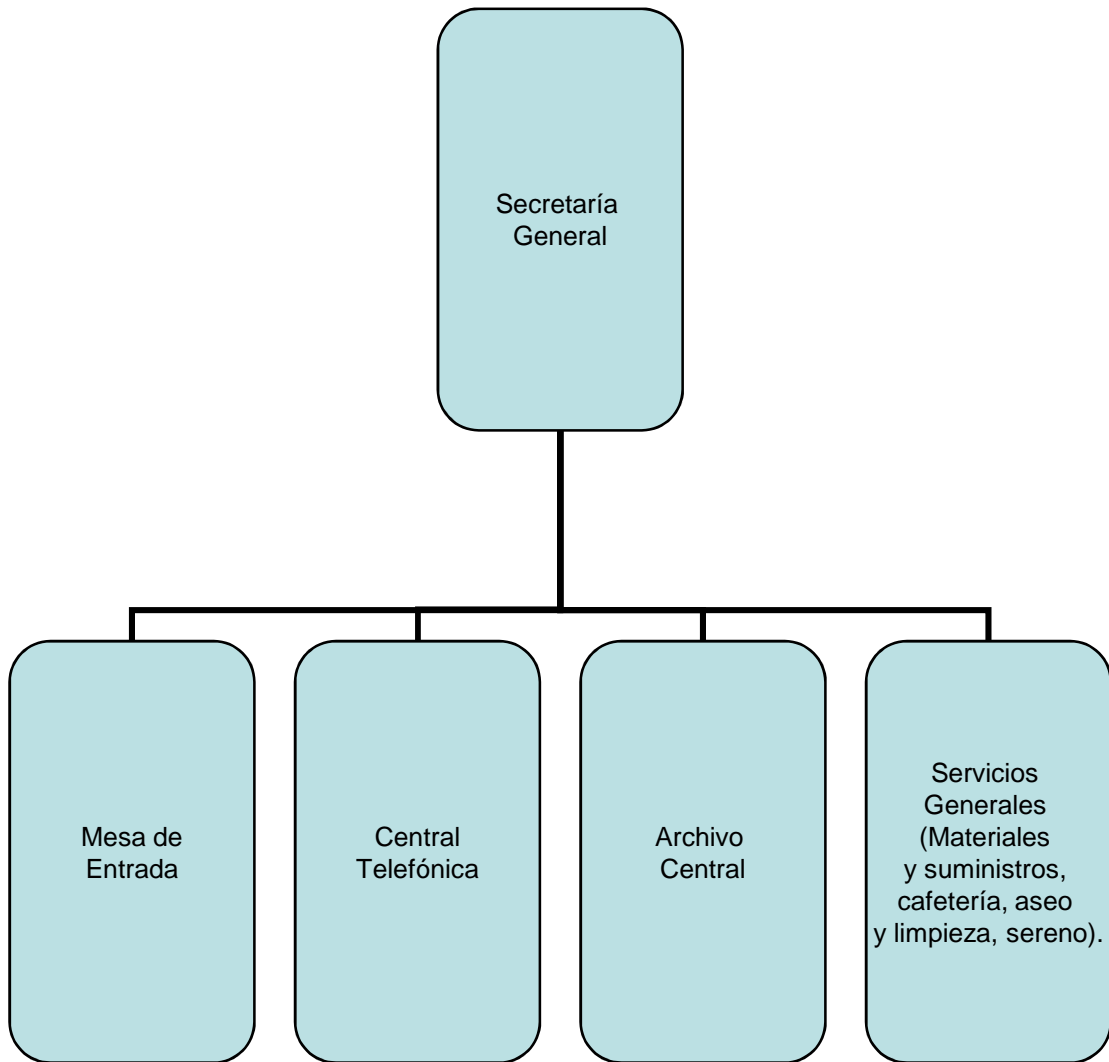 Secretaría
General
Mesa de
Entrada
Central
Telefónica
Archivo
Central
Servicios
Generales
(Materiales
y suministros,
cafetería, aseo
y limpieza, sereno).